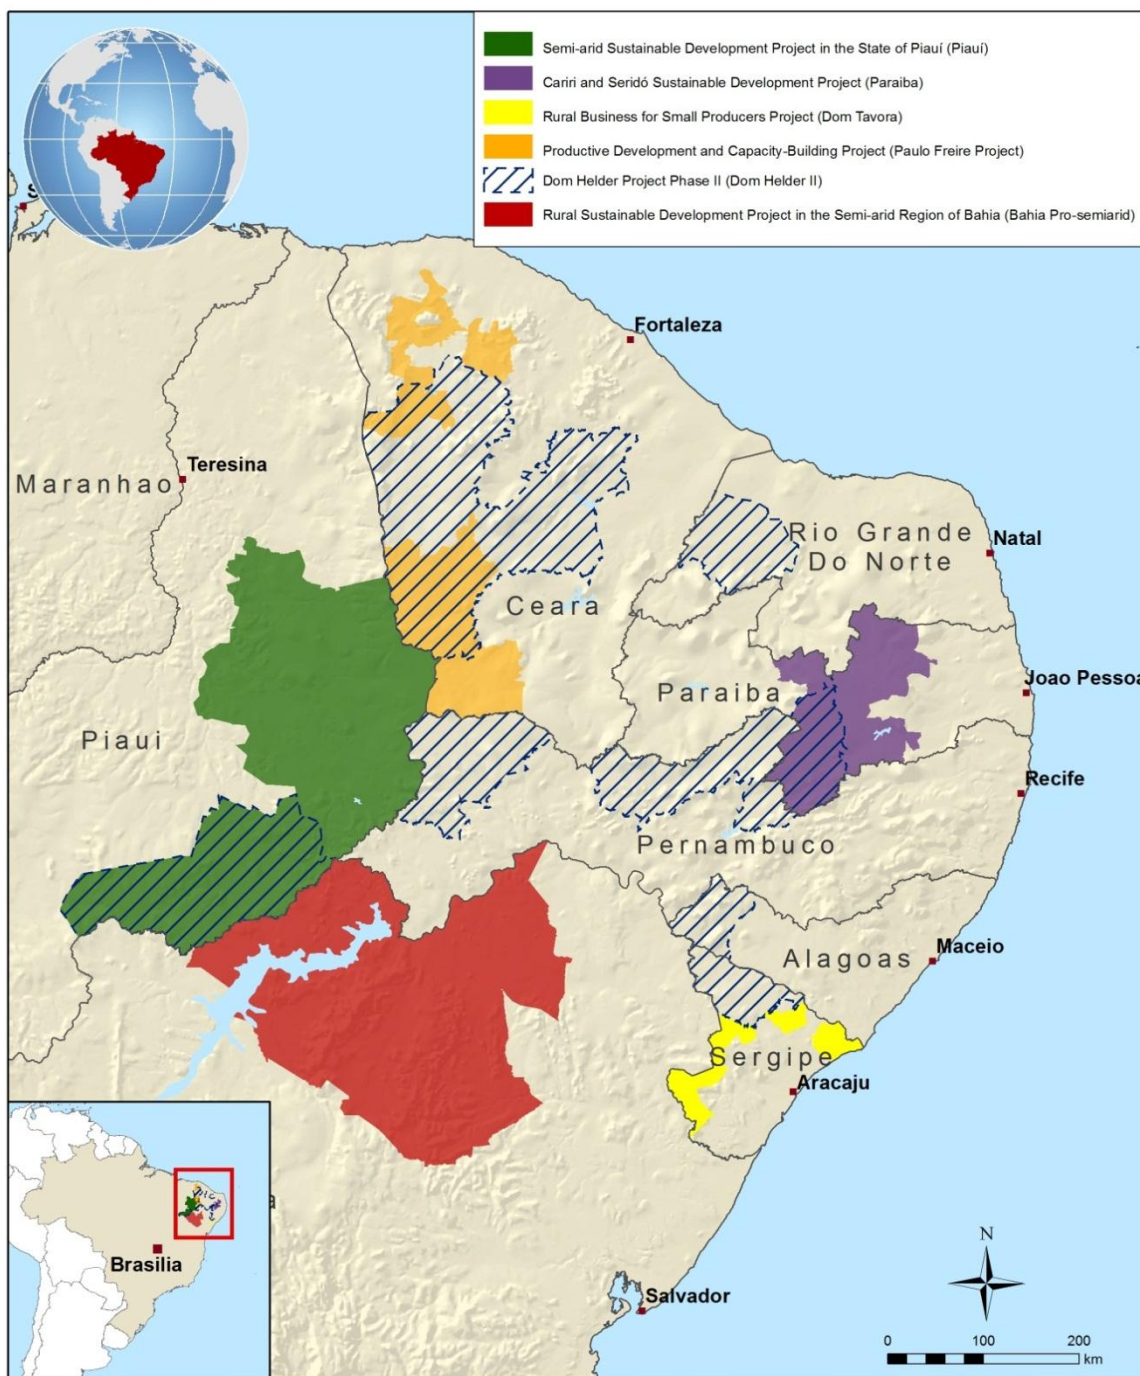 Semi-arid Sustainable Development Project in the State of Piauí (Piauí)
Cariri and Seridó Sustainable Development Project (Paraiba)
Rural Business for Small Producers Project (Dom Tavora)
Productive Development and Capacity-Building Project (Paulo Freire Project)
Dom Helder Project Phase II (Dom Helder II)
Rural Sustainable Development Project in the Semi-arid Region of Bahia (Bahia Pro-semiarid)
S
Fortaleza
Teresina
Maranhao
Rio Grande
Do Norte
Natal
Ceara
Paraiba
Joao Pessoa
Piaui
Recife
Pernambuco
Alagoas
Maceio
Sergipe
Aracaju
a
Brasilia
Salvador
N
0 100 200
km